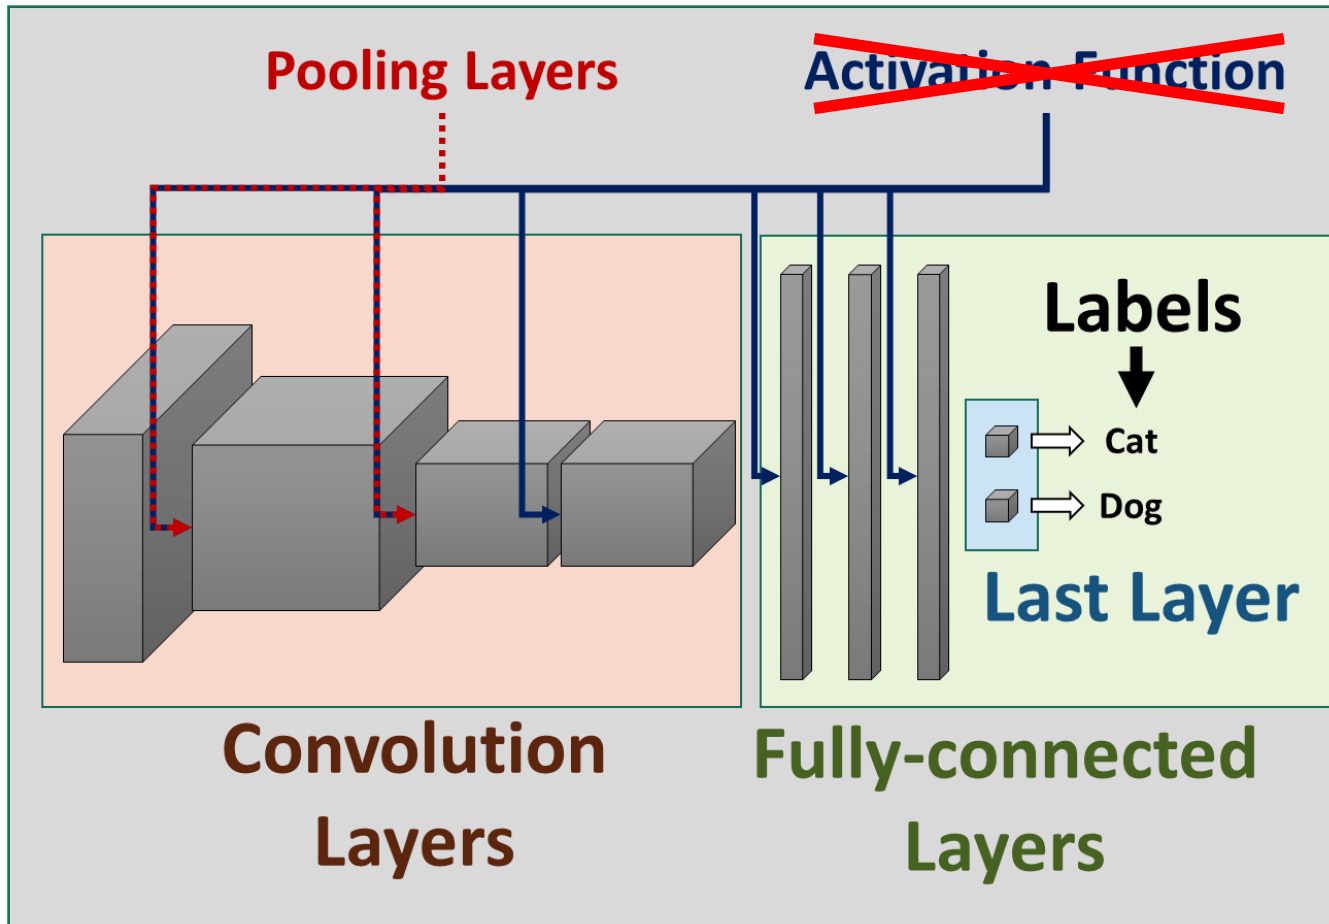 Pooling Layers
Activation Function
Labels
Cat
Dog
Last Layer
Convolution
Layers
Fully-connected
Layers